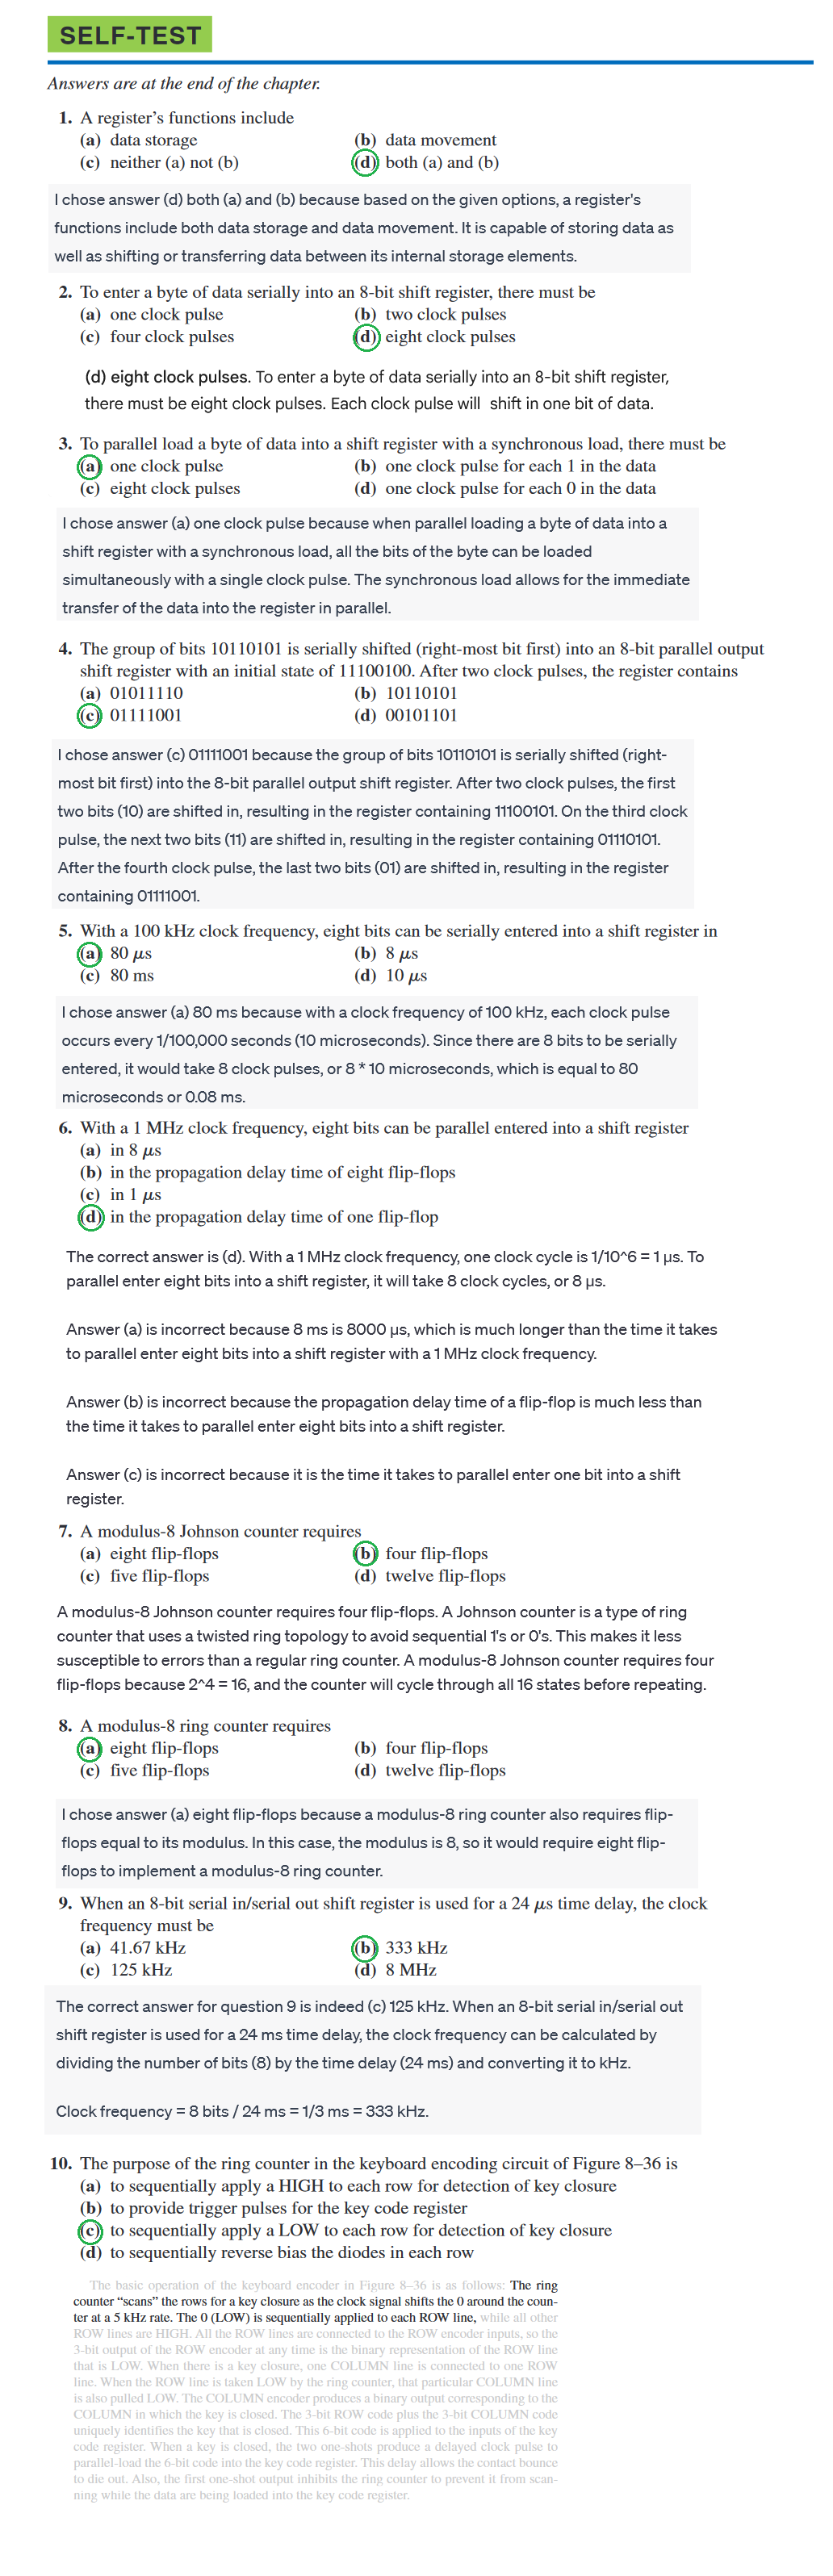 SELF-TEST
Answers are at the end of the chapter.
1. A register's functions include
(a) data storage (b) data movement
(c) neither (a) not (b) (d) both (a) and (b)
I chose answer (d) both (a) and (b) because based on the given options, a register's
functions include both data storage and data movement. It is capable of storing data as
well as shifting or transferring data between its internal storage elements.
2. To enter a byte of data serially into an 8-bit shift register, there must be
(a) one clock pulse (b) two clock pulses
(c) four clock pulses (d) eight clock pulses
(d) eight clock pulses. To enter a byte of data serially into an 8-bit shift register,
there must be eight clock pulses. Each clock pulse will shift in one bit of data.
3. To parallel load a byte of data into a shift register with a synchronous load, there must be
(a) one clock pulse (b) one clock pulse for each 1 in the data
(c) eight clock pulses (d) one clock pulse for each 0 in the data
I chose answer (a) one clock pulse because when parallel loading a byte of data into a
shift register with a synchronous load, all the bits of the byte can be loaded
simultaneously with a single clock pulse. The synchronous load allows for the immediate
transfer of the data into the register in parallel.
4. The group of bits 10110101 is serially shifted (right-most bit first) into an 8-bit parallel output
shift register with an initial state of 11100100. After two clock pulses, the register contains
(a) 01011110 (b) 10110101
(c) 01111001 (d) 00101101
I chose answer (c) 01111001 because the group of bits 10110101 is serially shifted (right-
most bit first) into the 8-bit parallel output shift register. After two clock pulses, the first
two bits (10) are shifted in, resulting in the register containing 11100101. On the third clock
pulse, the next two bits (11) are shifted in, resulting in the register containing 01110101.
After the fourth clock pulse, the last two bits (01) are shifted in, resulting in the register
containing 01111001.
5. With a 100 kHz clock frequency, eight bits can be serially entered into a shift register in
(a) 80 μs (b) 8 μs
(c) 80 ms (d) 10 μs
I chose answer (a) 80 ms because with a clock frequency of 100 kHz, each clock pulse
occurs every 1/100,000 seconds (10 microseconds). Since there are 8 bits to be serially
entered, it would take 8 clock pulses, or 8 * 10 microseconds, which is equal to 80
microseconds or 0.08 ms.
6. With a 1 MHz clock frequency, eight bits can be parallel entered into a shift register
(a) in 8 μs
(b) in the propagation delay time of eight flip-flops
(c) in 1 μs
(d) in the propagation delay time of one flip-flop
The correct answer is (d). With a 1 MHz clock frequency, one clock cycle is 1/10^6 = 1 μs. To
parallel enter eight bits into a shift register, it will take 8 clock cycles, or 8 μs.
Answer (a) is incorrect because 8 ms is 8000 μs, which is much longer than the time it takes
to parallel enter eight bits into a shift register with a 1 MHz clock frequency.
Answer (b) is incorrect because the propagation delay time of a flip-flop is much less than
the time it takes to parallel enter eight bits into a shift register.
Answer (c) is incorrect because it is the time it takes to parallel enter one bit into a shift
register.
7. A modulus-8 Johnson counter requires
(a) eight flip-flops (b) four flip-flops
(c) five flip-flops (d) twelve flip-flops
A modulus-8 Johnson counter requires four flip-flops. A Johnson counter is a type of ring
counter that uses a twisted ring topology to avoid sequential 1's or 0's. This makes it less
susceptible to errors than a regular ring counter. A modulus-8 Johnson counter requires four
flip-flops because 2^4 = 16, and the counter will cycle through all 16 states before repeating.
8. A modulus-8 ring counter requires
(a) eight flip-flops (b) four flip-flops
(c) five flip-flops (d) twelve flip-flops
I chose answer (a) eight flip-flops because a modulus-8 ring counter also requires flip-
flops equal to its modulus. In this case, the modulus is 8, so it would require eight flip-
flops to implement a modulus-8 ring counter.
9. When an 8-bit serial in/serial out shift register is used for a 24 μs time delay, the clock
frequency must be
(a) 41.67 kHz (b) 333 kHz
(c) 125 kHz (d) 8 MHz
The correct answer for question 9 is indeed (c) 125 kHz. When an 8-bit serial in/serial out
shift register is used for a 24 ms time delay, the clock frequency can be calculated by
dividing the number of bits (8) by the time delay (24 ms) and converting it to kHz.
Clock frequency = 8 bits / 24 ms = 1/3 ms = 333 kHz.
10. The purpose of the ring counter in the keyboard encoding circuit of Figure 8–36 is
(a) to sequentially apply a HIGH to each row for detection of key closure
(b) to provide trigger pulses for the key code register
(c) to sequentially apply a LOW to each row for detection of key closure
(d) to sequentially reverse bias the diodes in each row
The basic operation of the keyboard encoder in Figure 8–36 is as follows: The ring
counter “scans” the rows for a key closure as the clock signal shifts the 0 around the coun-
ter at a 5 kHz rate. The 0 (LOW) is sequentially applied to each ROW line, while all other
ROW lines are HIGH. All the ROW lines are connected to the ROW encoder inputs, so the
3-bit output of the ROW encoder at any time is the binary representation of the ROW line
that is LOW. When there is a key closure, one COLUMN line is connected to one ROW
line. When the ROW line is taken LOW by the ring counter, that particular COLUMN line
is also pulled LOW. The COLUMN encoder produces a binary output corresponding to the
COLUMN in which the key is closed. The 3-bit ROW code plus the 3-bit COLUMN code
uniquely identifies the key that is closed. This 6-bit code is applied to the inputs of the key
code register. When a key is closed, the two one-shots produce a delayed clock pulse to
parallel-load the 6-bit code into the key code register. This delay allows the contact bounce
to die out. Also, the first one-shot output inhibits the ring counter to prevent it from scan-
ning while the data are being loaded into the key code register.